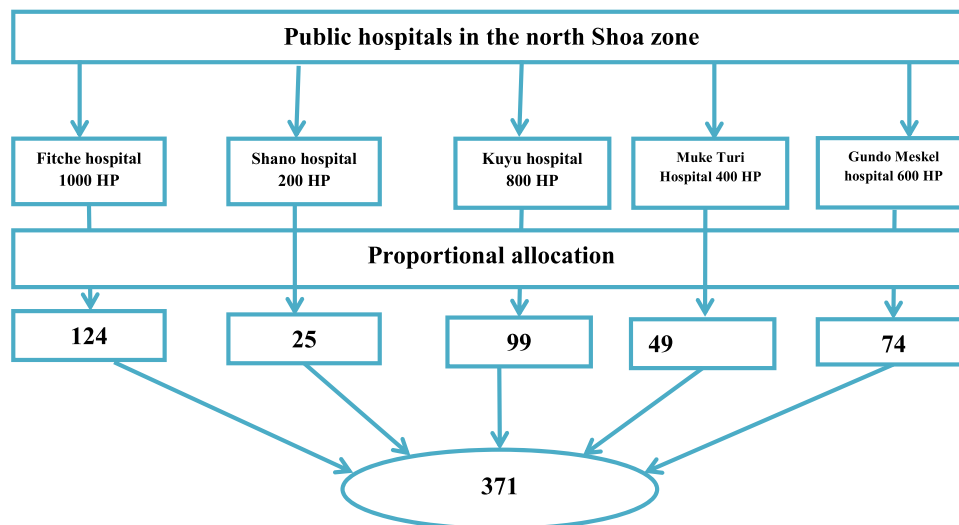 Public hospitals in the north Shoa zone
Fitche hospital
1000 HP
Shano hospital
200 HP
Kuyu hospital
800 HP
Muke Turi
Hospital 400 HP
Gundo Meskel
hospital 600 HP
Proportional allocation
124
25
99
49
74
371